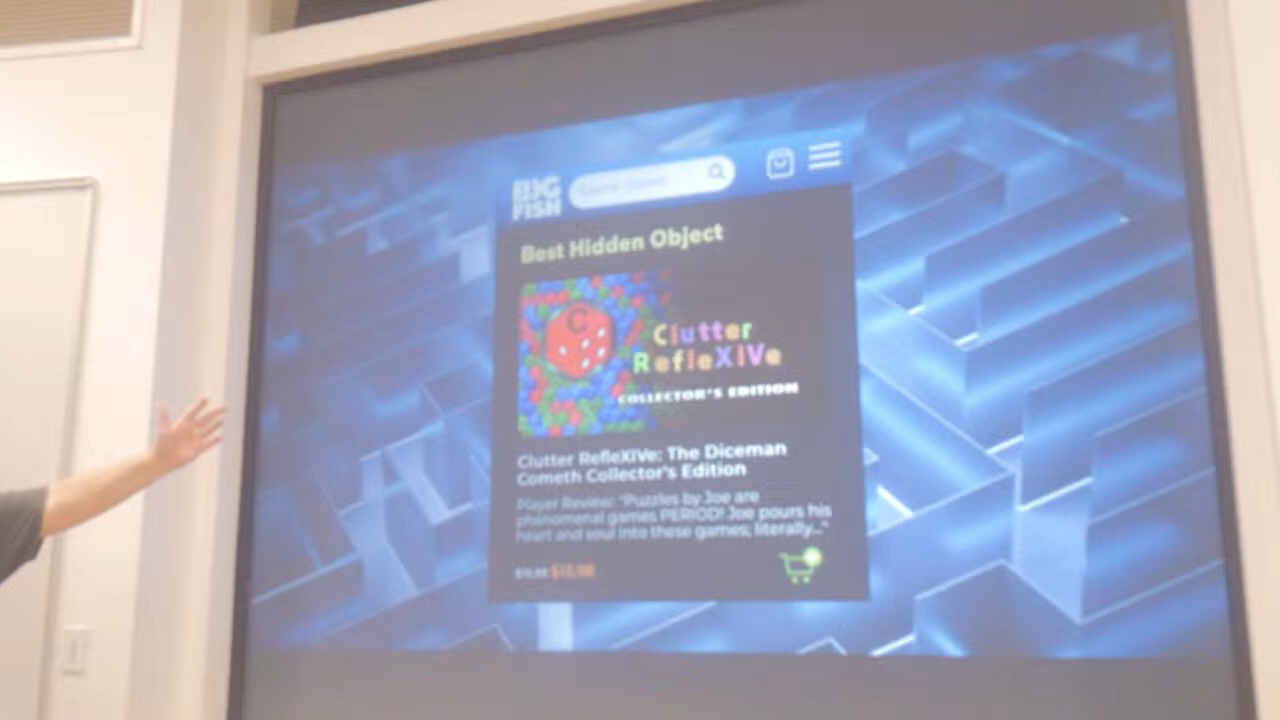 BIG
FISH
Best Hidden Object
C
Clutter
RefleXIVe
COLLECTOR'S EDITION
Clutter RefleXIVe: The Diceman
Cometh Collector's Edition
Player Review: "Puzzles by Joe are
phenomenal games PERIOD! Joe pours his
heart and soul into these games; literally..."